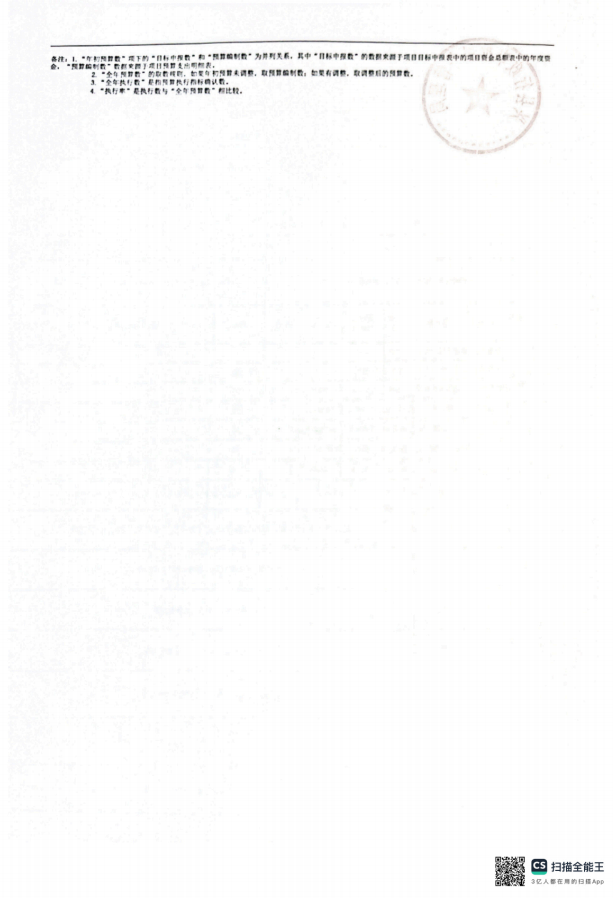 备注：1.“年初预算数”项下的“目标申报数”和“预算编制数”为并列关系，其中“目标申报数”的数据来源于项目目标申报表中的项目资金总额表中的年度资
金，“预算编制数”数据来源于项目预算支出明细表。
2.“全年预算数”的取数规则，如果年初预算未调整，取预算编制数；如果有调整，取调整后的预算数。
3.“全年执行数”是指预算执行指标确认数。
4.“执行率”是执行数与“全年预算数”相比较。
CS 扫描全能王
3亿人都在用的扫描App